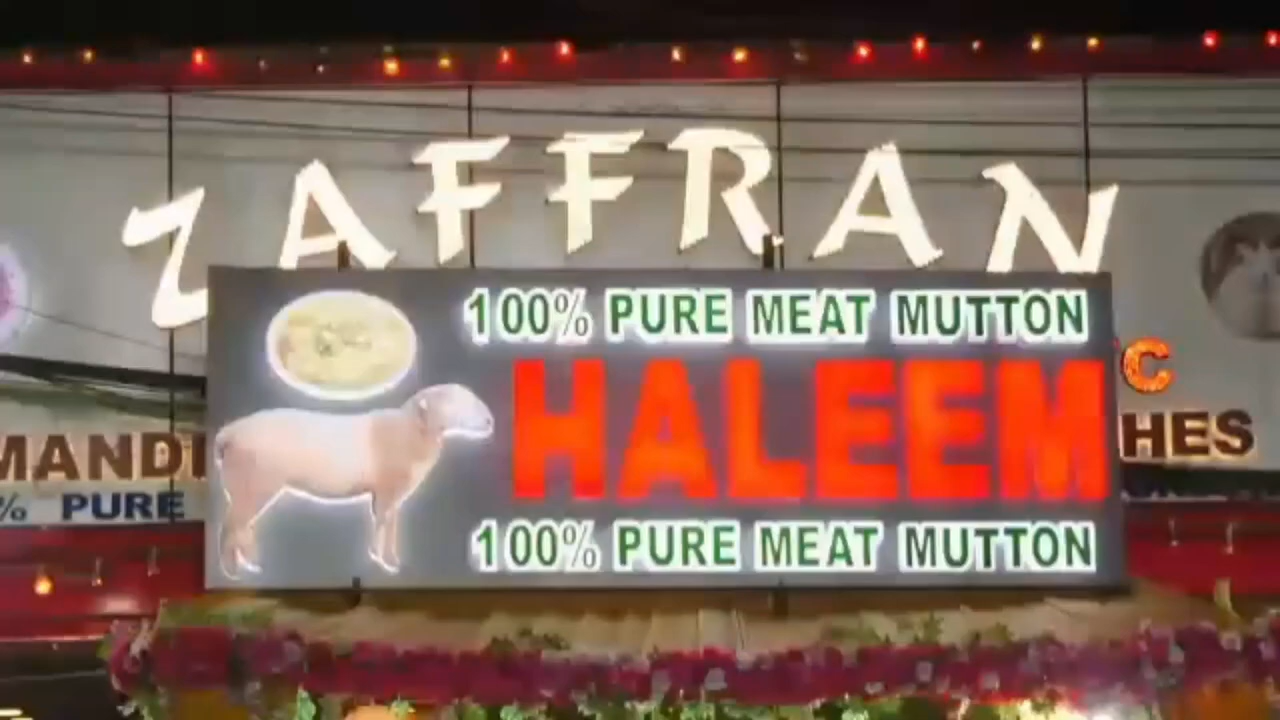 ZAFFRAN
100% PURE MEAT MUTTON
HALEEM
100% PURE MEAT MUTTON
MANDI
% PURE
C
HES